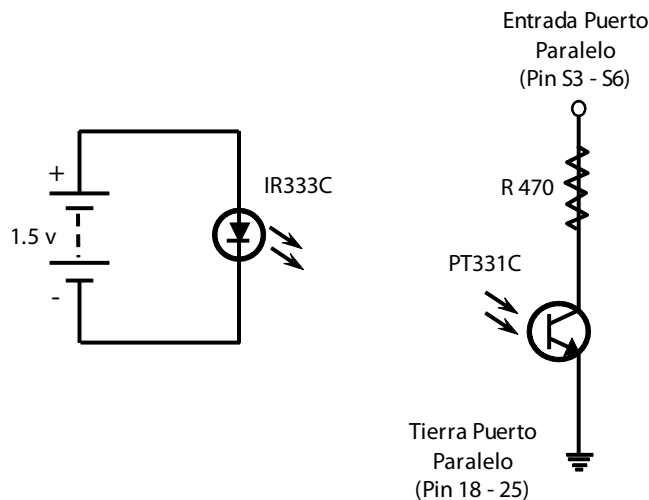 Entrada Puerto
Paralelo
(Pin S3 - S6)
+
IR333C
R 470
1.5 v
PT331C
-
Tierra Puerto
Paralelo
(Pin 18 - 25)